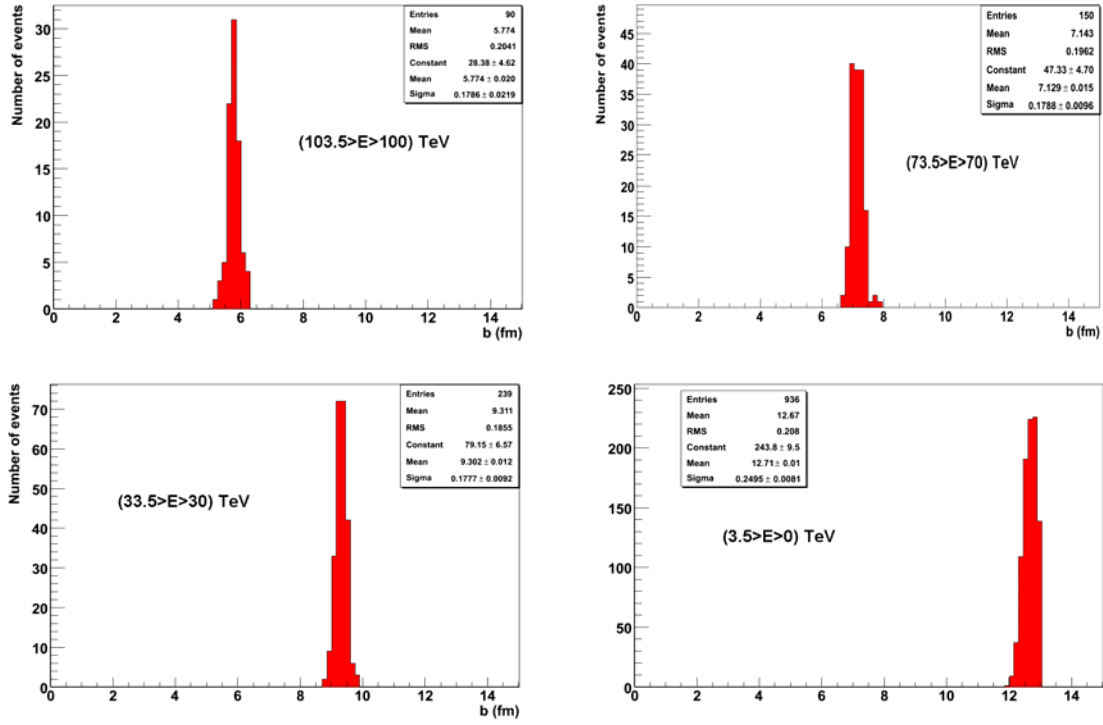 Number of events
30
25
20
15
10
5
0
Entries 90
Mean 5.774
RMS 0.2041
Constant 28.38 ± 4.62
Mean 5.774 ± 0.020
Sigma 0.1786 ± 0.0219
(103.5>E>100) TeV
0 2 4 6 8 10 12 14
b (fm)
Number of events
45
40
35
30
25
20
15
10
5
0
Entries 150
Mean 7.143
RMS 0.1962
Constant 47.33 ± 4.70
Mean 7.129 ± 0.015
Sigma 0.1788 ± 0.0096
(73.5>E>70) TeV
0 2 4 6 8 10 12 14
b (fm)
Number of events
70
60
50
40
30
20
10
0
Entries 239
Mean 9.311
RMS 0.1855
Constant 79.15 ± 6.57
Mean 9.302 ± 0.012
Sigma 0.1777 ± 0.0092
(33.5>E>30) TeV
0 2 4 6 8 10 12 14
b (fm)
250
200
150
100
50
0
Entries 936
Mean 12.67
RMS 0.208
Constant 243.8 ± 9.5
Mean 12.71 ± 0.01
Sigma 0.2495 ± 0.0081
(3.5>E>0) TeV
0 2 4 6 8 10 12 14
b (fm)